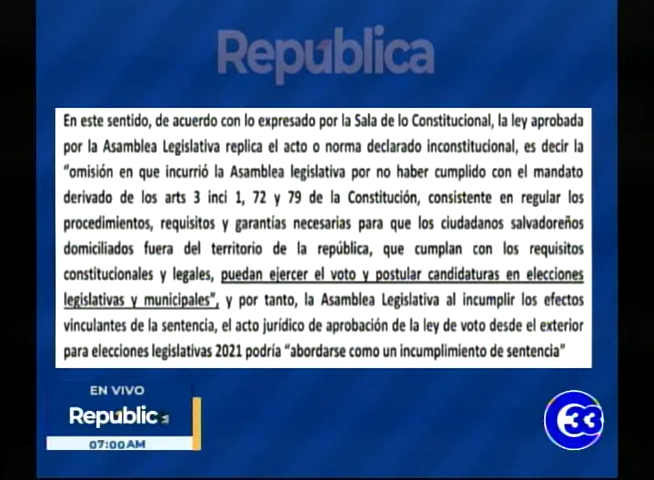 República
En este sentido, de acuerdo con lo expresado por la Sala de lo Constitucional, la ley aprobada
por la Asamblea Legislativa replica el acto o norma declarado inconstitucional, es decir la
"omisión en que incurrió la Asamblea legislativa por no haber cumplido con el mandato
derivado de los arts 3 inci 1, 72 y 79 de la Constitución, consistente en regular los
procedimientos, requisitos y garantías necesarias para que los ciudadanos salvadoreños
domiciliados fuera del territorio de la república, que cumplan con los requisitos
constitucionales y legales, puedan ejercer el voto y postular candidaturas en elecciones
legislativas y municipales", y por tanto, la Asamblea Legislativa al incumplir los efectos
vinculantes de la sentencia, el acto jurídico de aprobación de la ley de voto desde el exterior
para elecciones legislativas 2021 podría "abordarse como un incumplimiento de sentencia"
EN VIVO
República
07:00AM
33